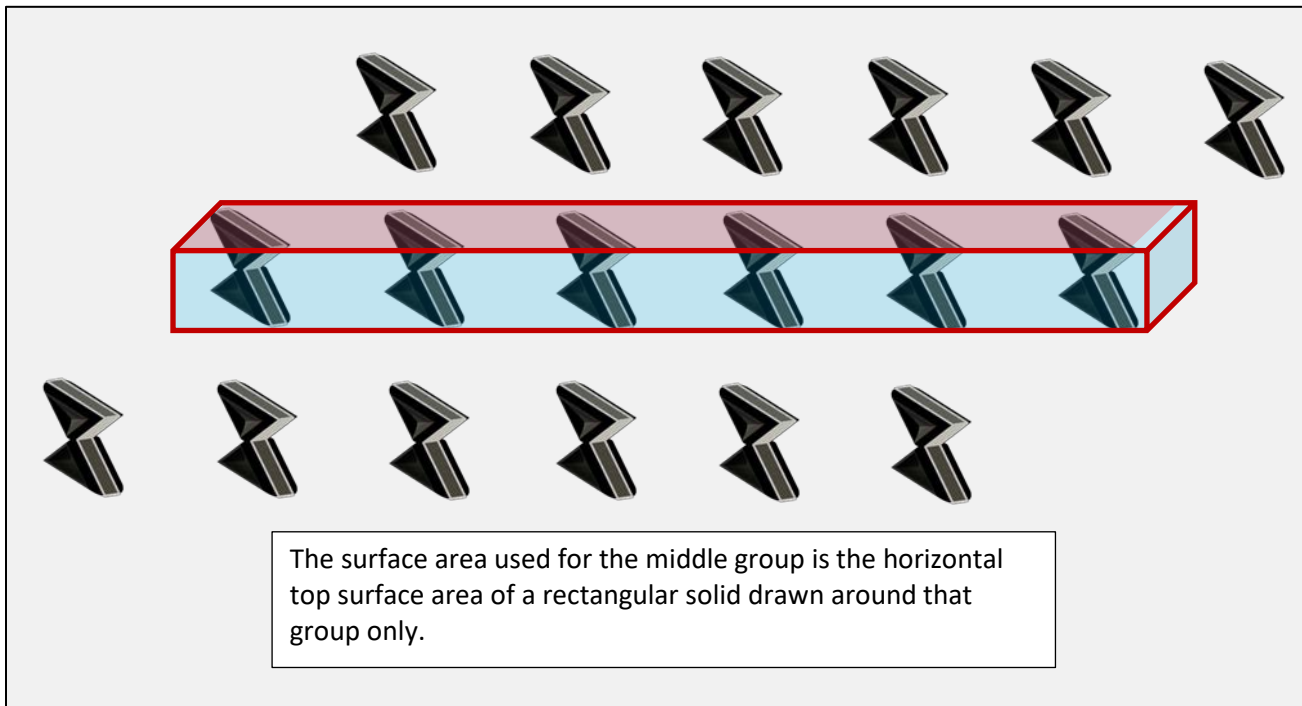 The surface area used for the middle group is the horizontal
top surface area of a rectangular solid drawn around that
group only.